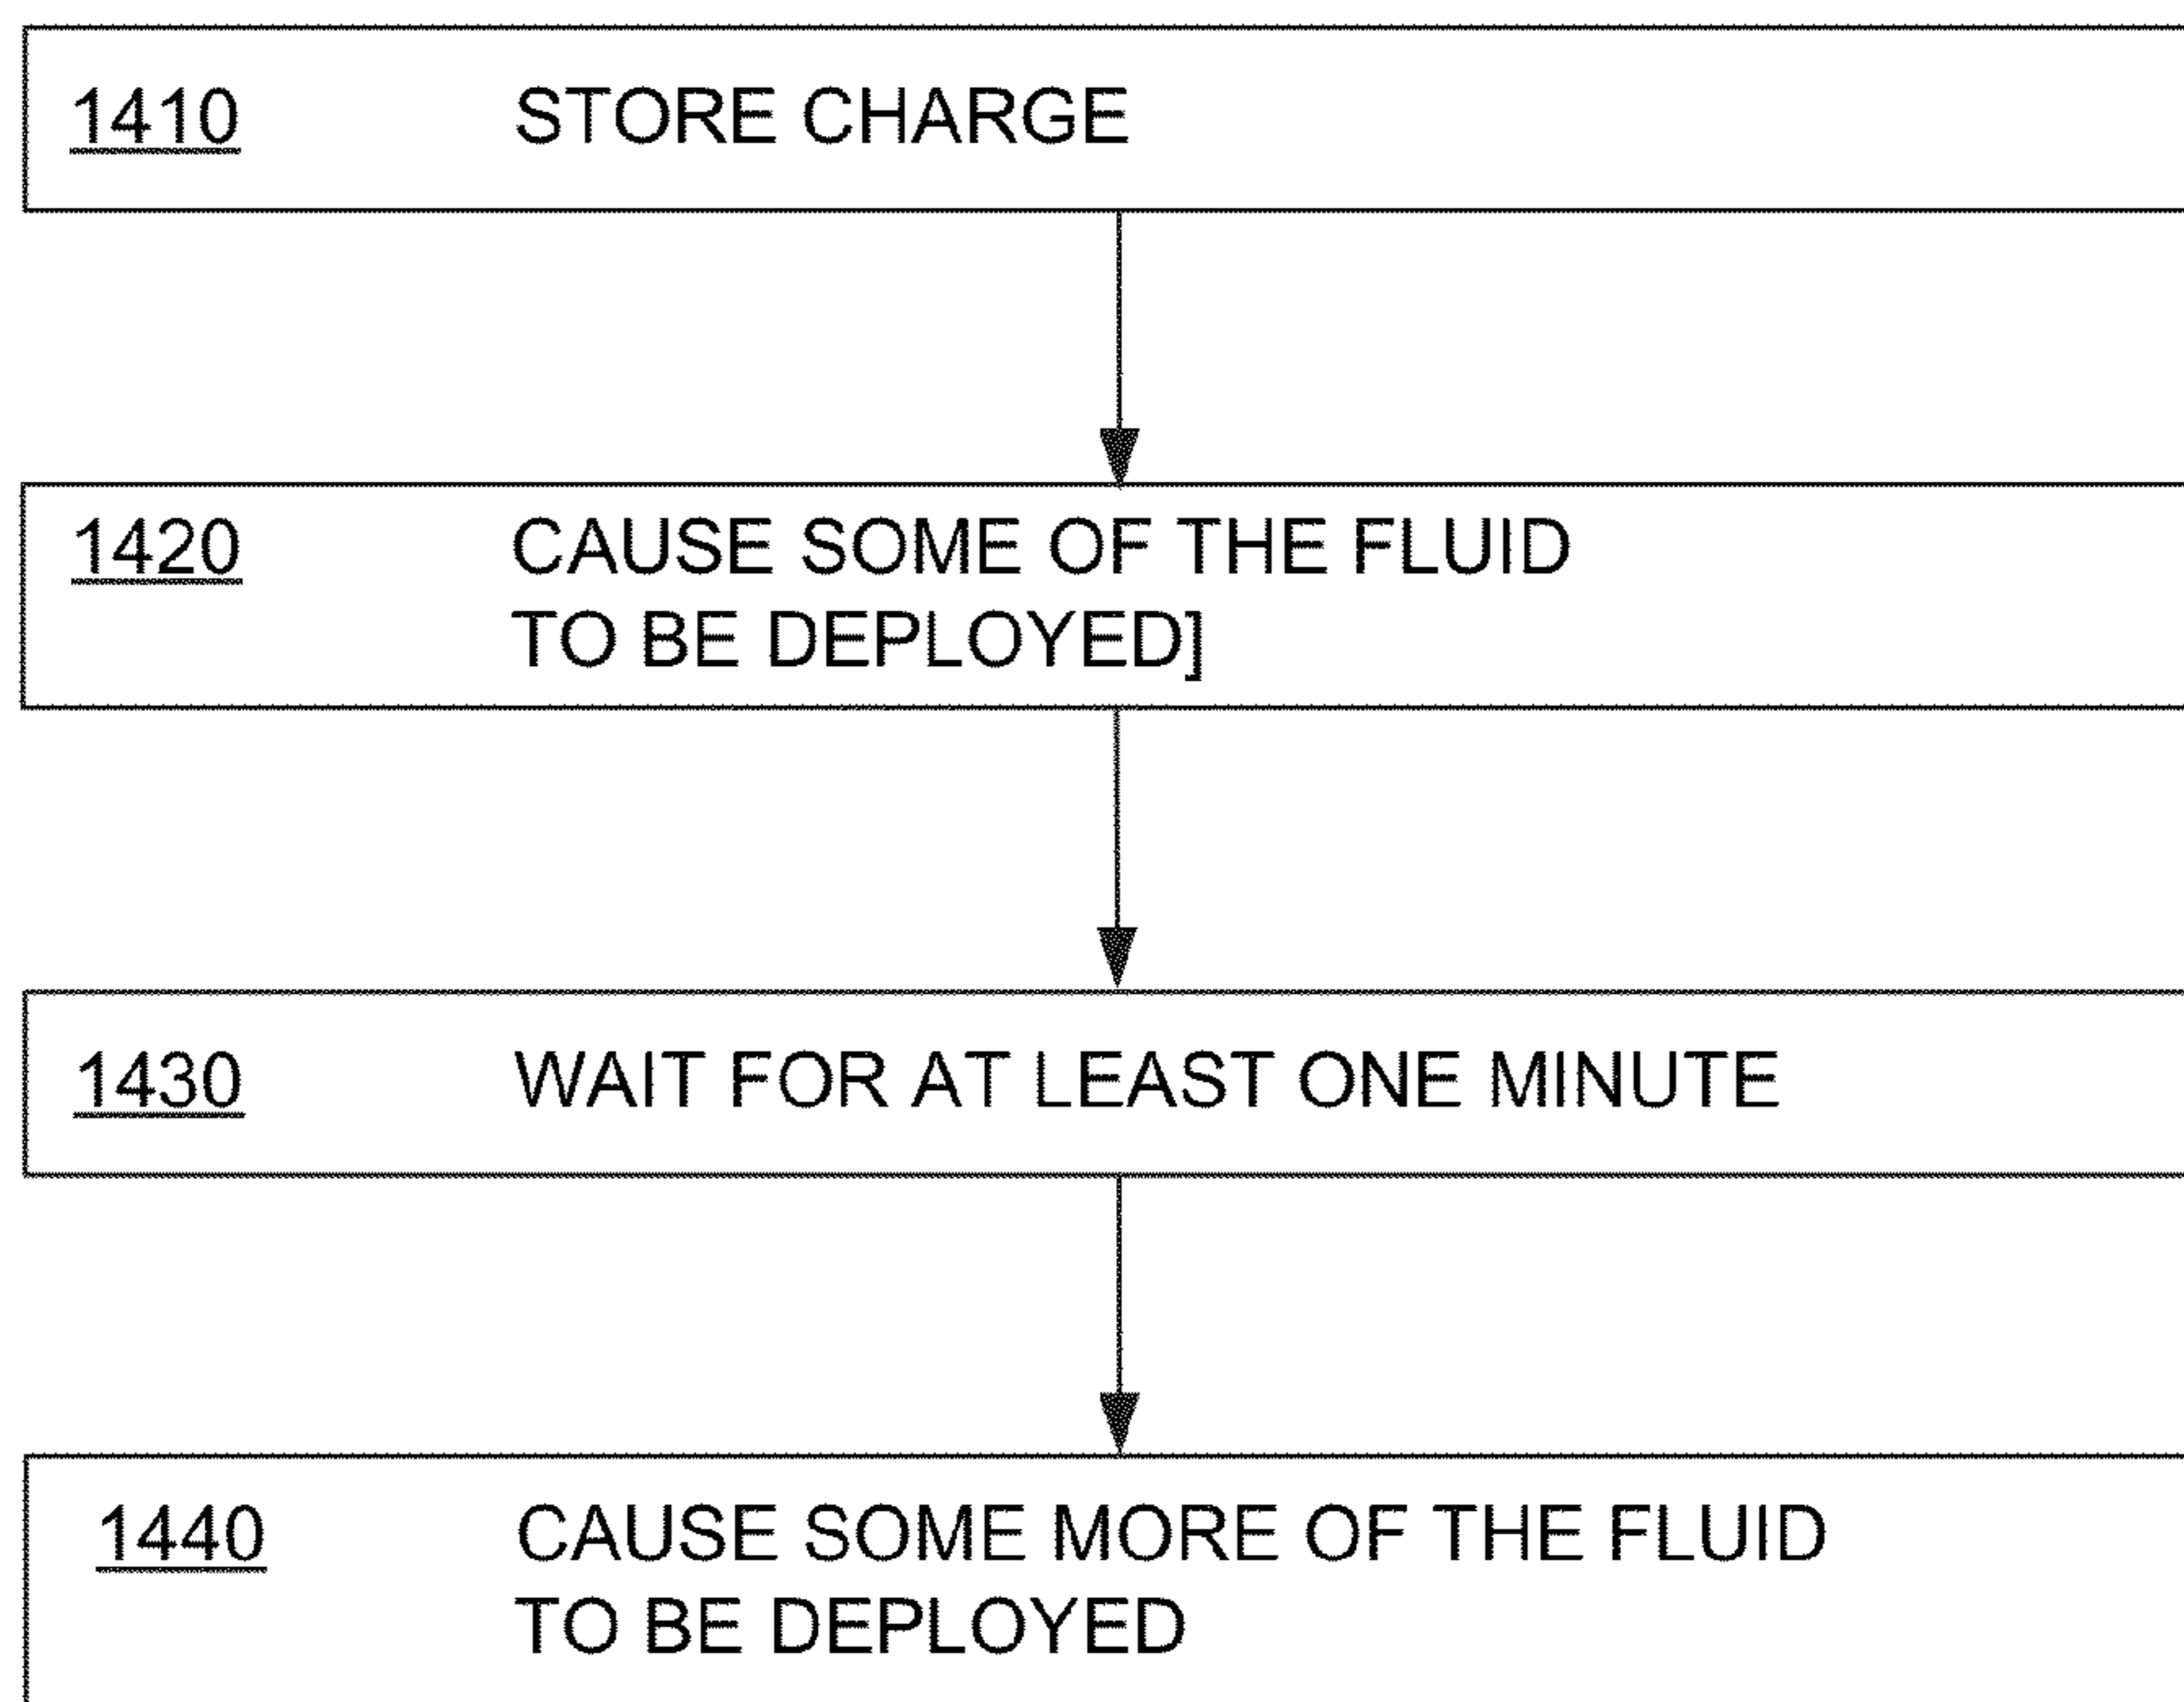 1410 STORE CHARGE
1420 CAUSE SOME OF THE FLUID
TO BE DEPLOYED]
1430 WAIT FOR AT LEAST ONE MINUTE
1440 CAUSE SOME MORE OF THE FLUID
TO BE DEPLOYED